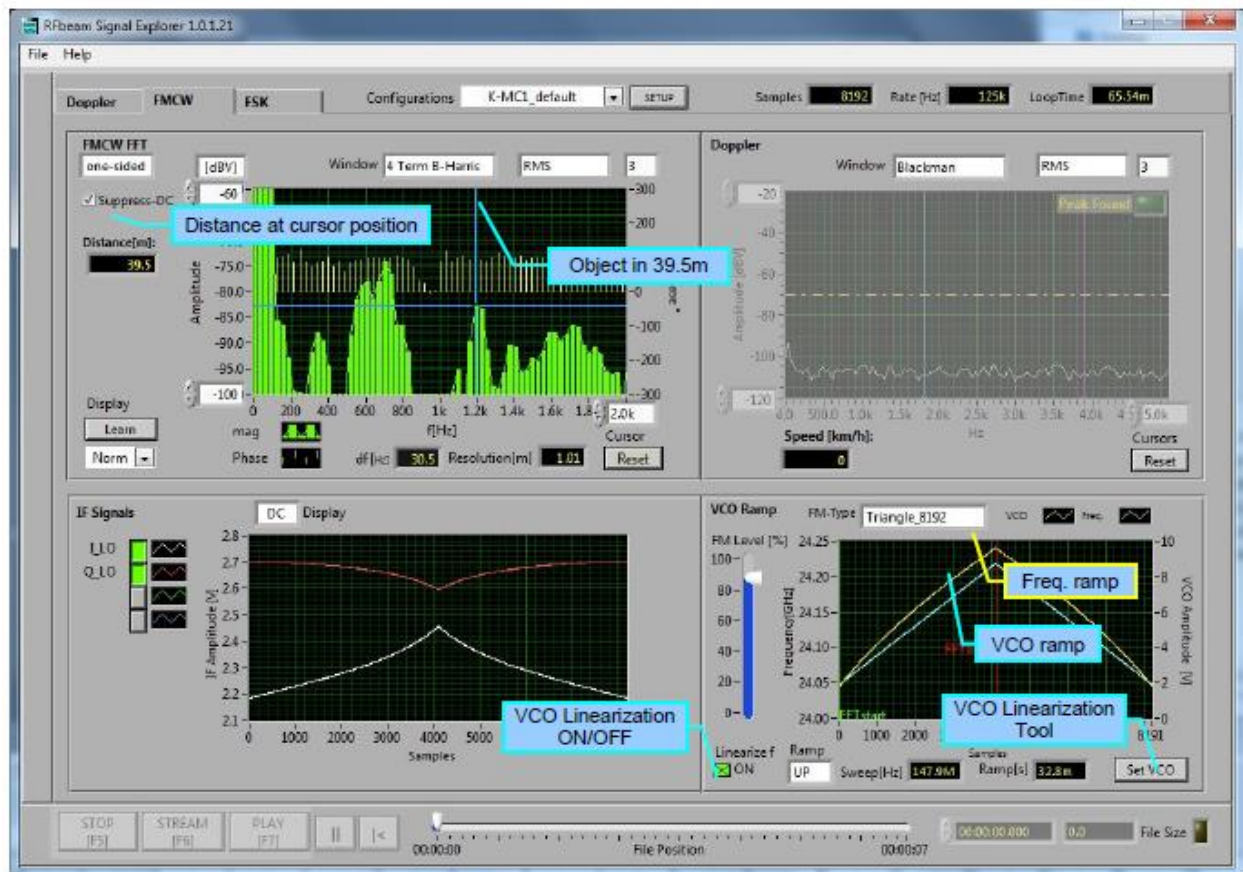 RFbeam Signal Explorer 1.0.1.21
File Help
Doppler FMCW FSK Configurations K-MC1_default SETUP Samples 8192 Rate [Hz] 125k LoopTime 65.54m
FMCW FFT
one-sided [dBV] Window 4 Term B-Harris RMS 3
Suppress-DC
-60 300
200
Distance at cursor position
Distance[m]:
39.5
Object in 39.5m
Amplitude
-75.0
-80.0 -0
-85.0 -100
-90.0
-95.0 -200
-100 -300
0 200 400 600 800 1k 1.2k 1.4k 1.6k 2.0k
f[Hz]
Display
Learn
Norm
mag
Phase
df[Hz] 30.5 Resolution[m] 1.01
Cursor
Reset
Doppler
Window Blackman RMS 3
Peak Found
Amplitude [dBV]
-20
-40
-60
-80
-100
-120
0.0 500.0 1.0k 1.5k 2.0k 2.5k 3.0k 3.5k 4.0k 5.0k
Hz
Speed [km/h]:
0
Cursors
Reset
IF Signals
DC Display
I_LO
Q_LO
IF Amplitude [V]
2.8
2.7
2.6
2.5
2.4
2.3
2.2
2.1
0 1000 2000 3000 4000 5000
Samples
VCO Linearization
ON/OFF
VCO Ramp FM-Type Triangle_8192 VCO Freq.
FM Level [%]
100
80
60
40
20
0
Frequency[GHz]
24.25
24.20
24.15
24.10
24.05
24.00
FFT start
Freq. ramp
VCO ramp
VCO Linearization
Tool
10
8
6
4
2
0
VCO Amplitude [V]
0 1000 2000 8191
Samples
Linearize f
ON
Ramp
UP
Sweep[Hz] 147.9M Ramp[s] 32.8m Set VCO
STOP
[F5]
STREAM
[F6]
PLAY
[F7]
00:00:00 File Position 00:00:07
00:00:00.000 0.0 File Size